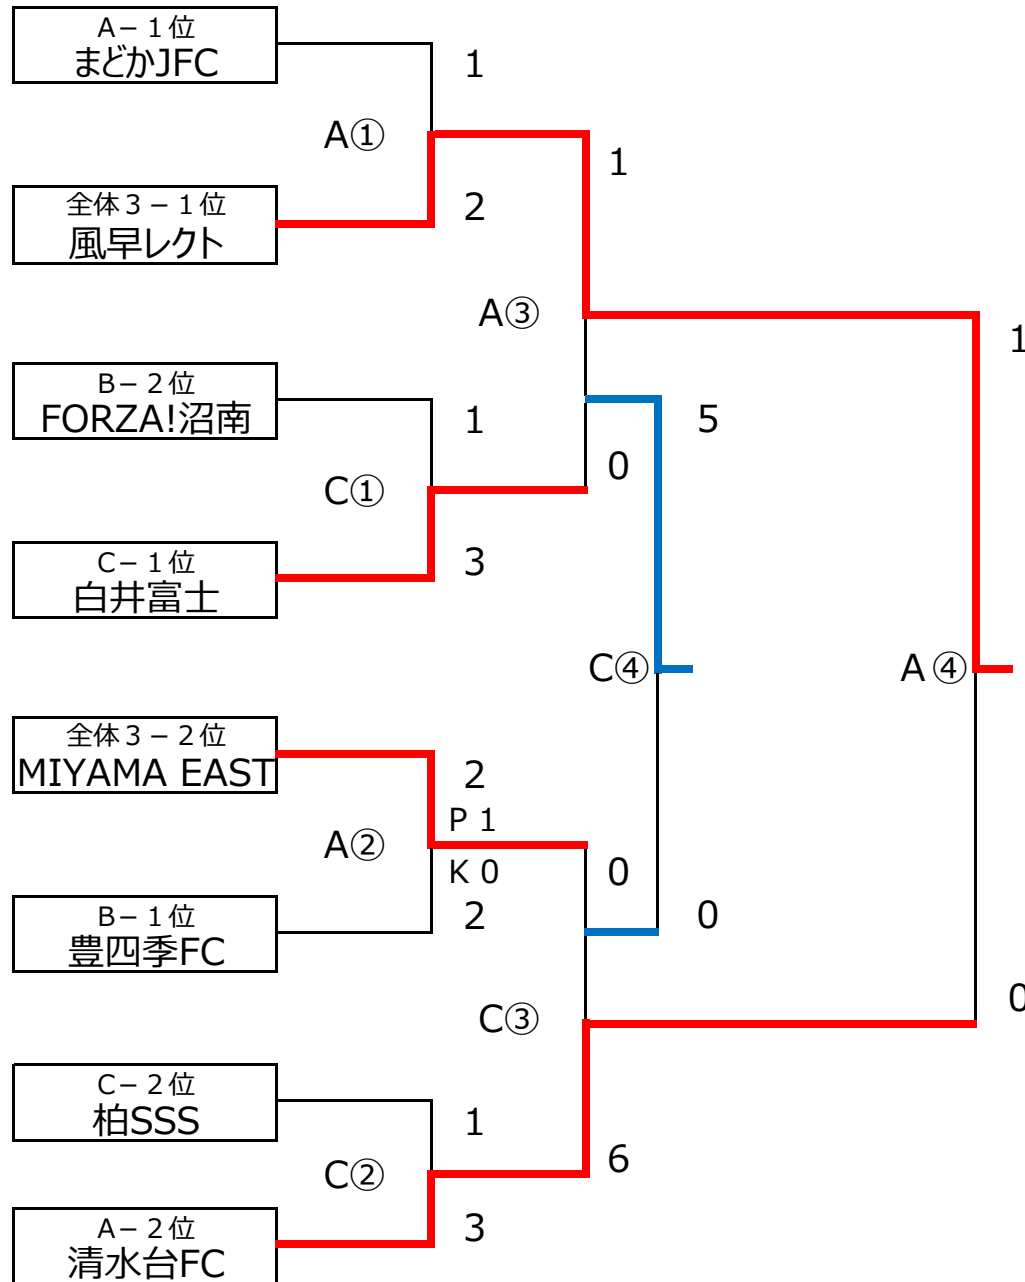 A－１位
まどかJFC
1
A①
1
全体３－１位
風早レクト
2
A③
1
B－２位
FORZA!沼南
1
5
0
C①
C－１位
白井富士
3
C④
A④
全体３－２位
MIYAMA EAST
2
P 1
A②
K 0
0
B－１位
豊四季FC
2
0
0
C③
C－２位
柏SSS
1
6
C②
A－２位
清水台FC
3